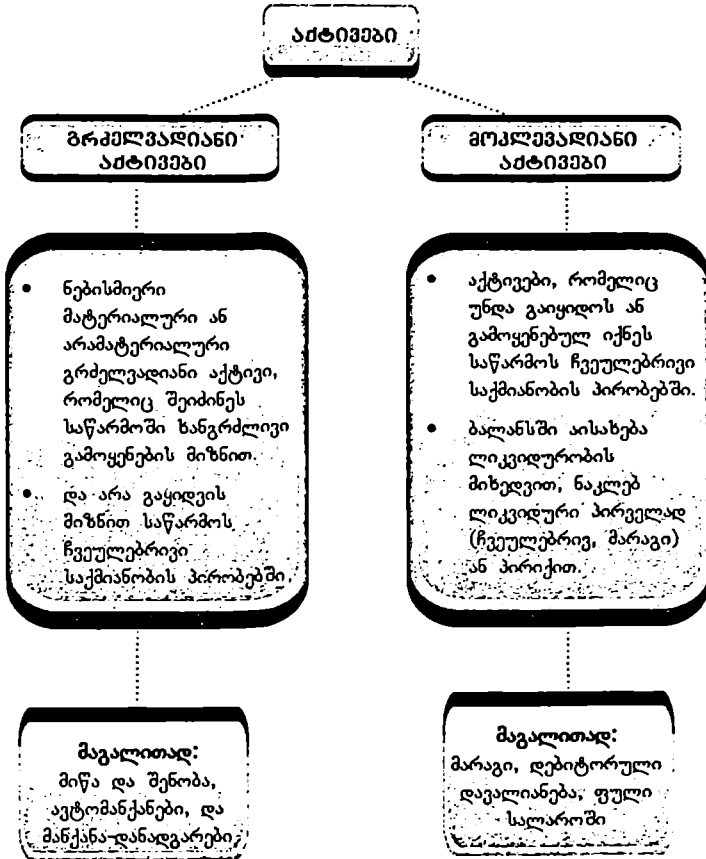 აქტივები
გრძელვადიანი
აქტივები
ნებისმიერი
მატერიალური ან
არამატერიალური
გრძელვადიანი აქტივი,
რომელიც შეიძინეს
საწარმოში ხანგრძლივი
გამოყენების მიზნით.
და არა გაყიდვის
მიზნით საწარმოს
ჩვეულებრივი
საქმიანობის პირობებში.
მაგალითად:
მიწა და შენობა,
ავტომანქანები, და
მანქანა-დანადგარები
მოკლევადიანი
აქტივები
აქტივები, რომელიც
უნდა გაიყიდოს ან
გამოყენებულ იქნეს
საწარმოს ჩვეულებრივი
საქმიანობის პირობებში.
ბალანსში აისახება
ლიკვიდურობის
მიხედვით, ნაკლებ
ლიკვიდური პირველად
(ჩვეულებრივ, მარაგი)
ან პირიქით.
მაგალითად:
მარაგი, დებიტორული
დავალიანება, ფული
სალაროში